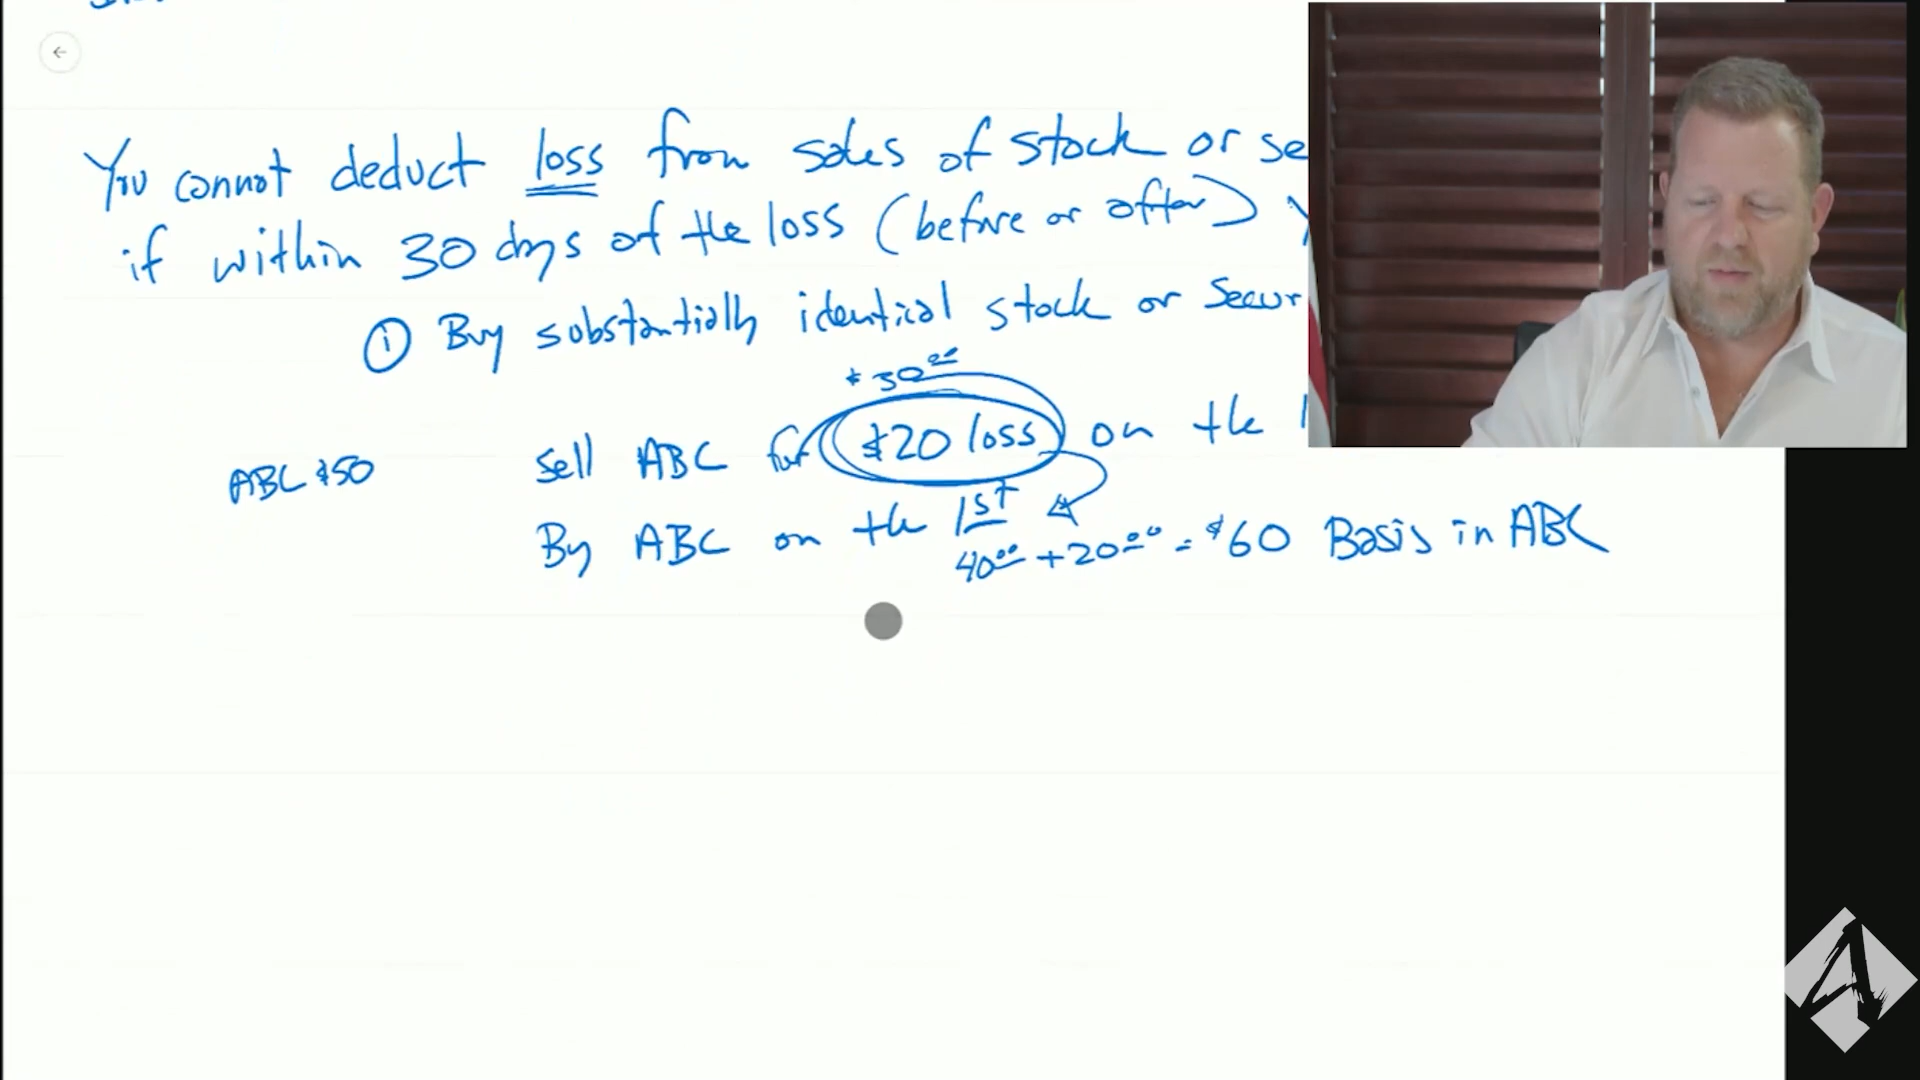 You cannot deduct loss from sales of stock or se
if within 30 days of the loss (before or after)
① Buy substantially identical stock or Secur
$30.00
Sell ABC for $20 loss on the
ABC $50
By ABC on the 1st
40.00 + 20.00 = $60 Basis in ABC
A